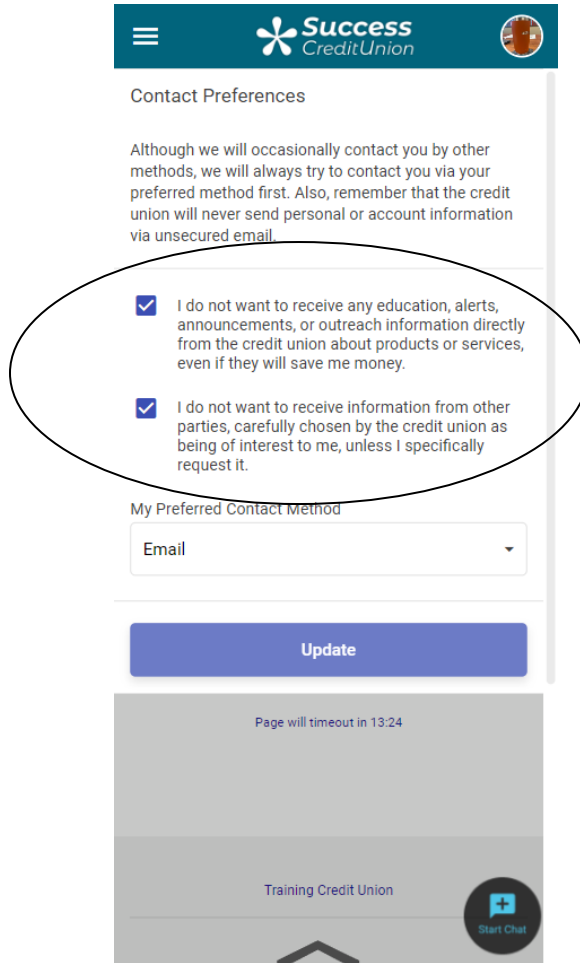 Success
CreditUnion
Contact Preferences
Although we will occasionally contact you by other
methods, we will always try to contact you via your
preferred method first. Also, remember that the credit
union will never send personal or account information
via unsecured email.
I do not want to receive any education, alerts,
announcements, or outreach information directly
from the credit union about products or services,
even if they will save me money.
I do not want to receive information from other
parties, carefully chosen by the credit union as
being of interest to me, unless I specifically
request it.
My Preferred Contact Method
Email
Update
Page will timeout in 13:24
Training Credit Union
Start Chat